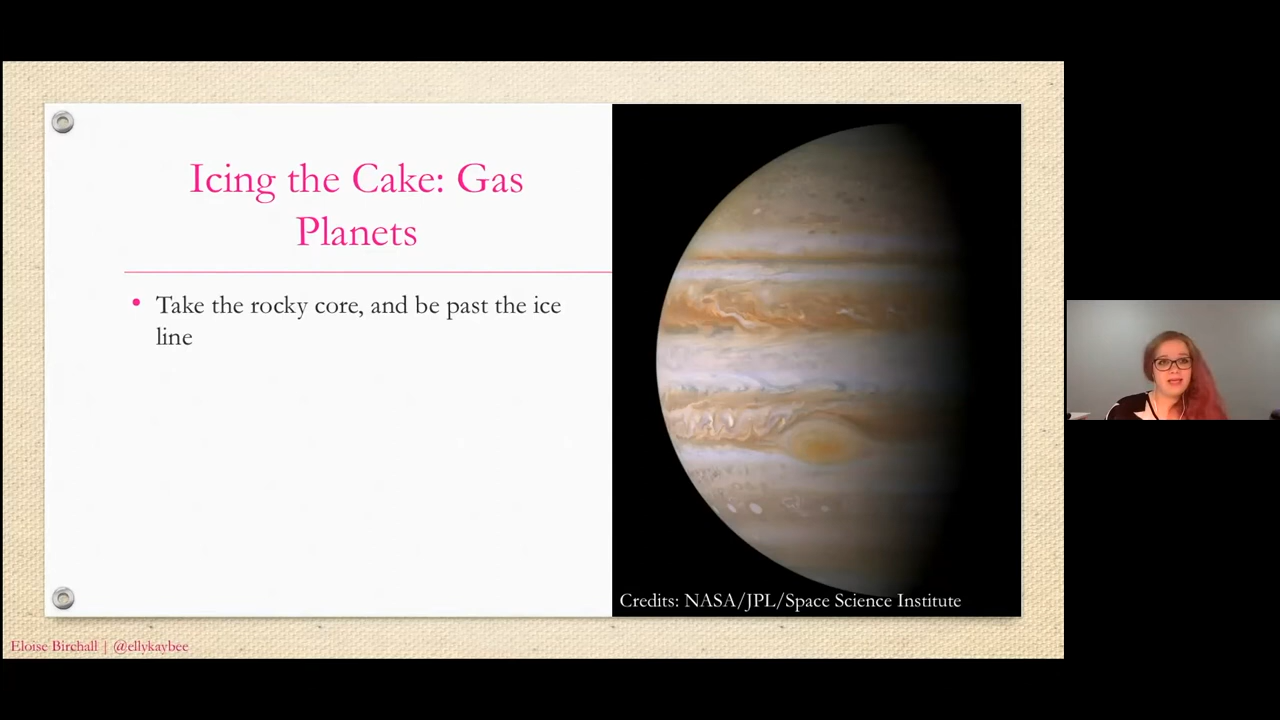 Icing the Cake: Gas
Planets
• Take the rocky core, and be past the ice
line
Credits: NASA/JPL/Space Science Institute
Eloise Birchall | @ellykaybee